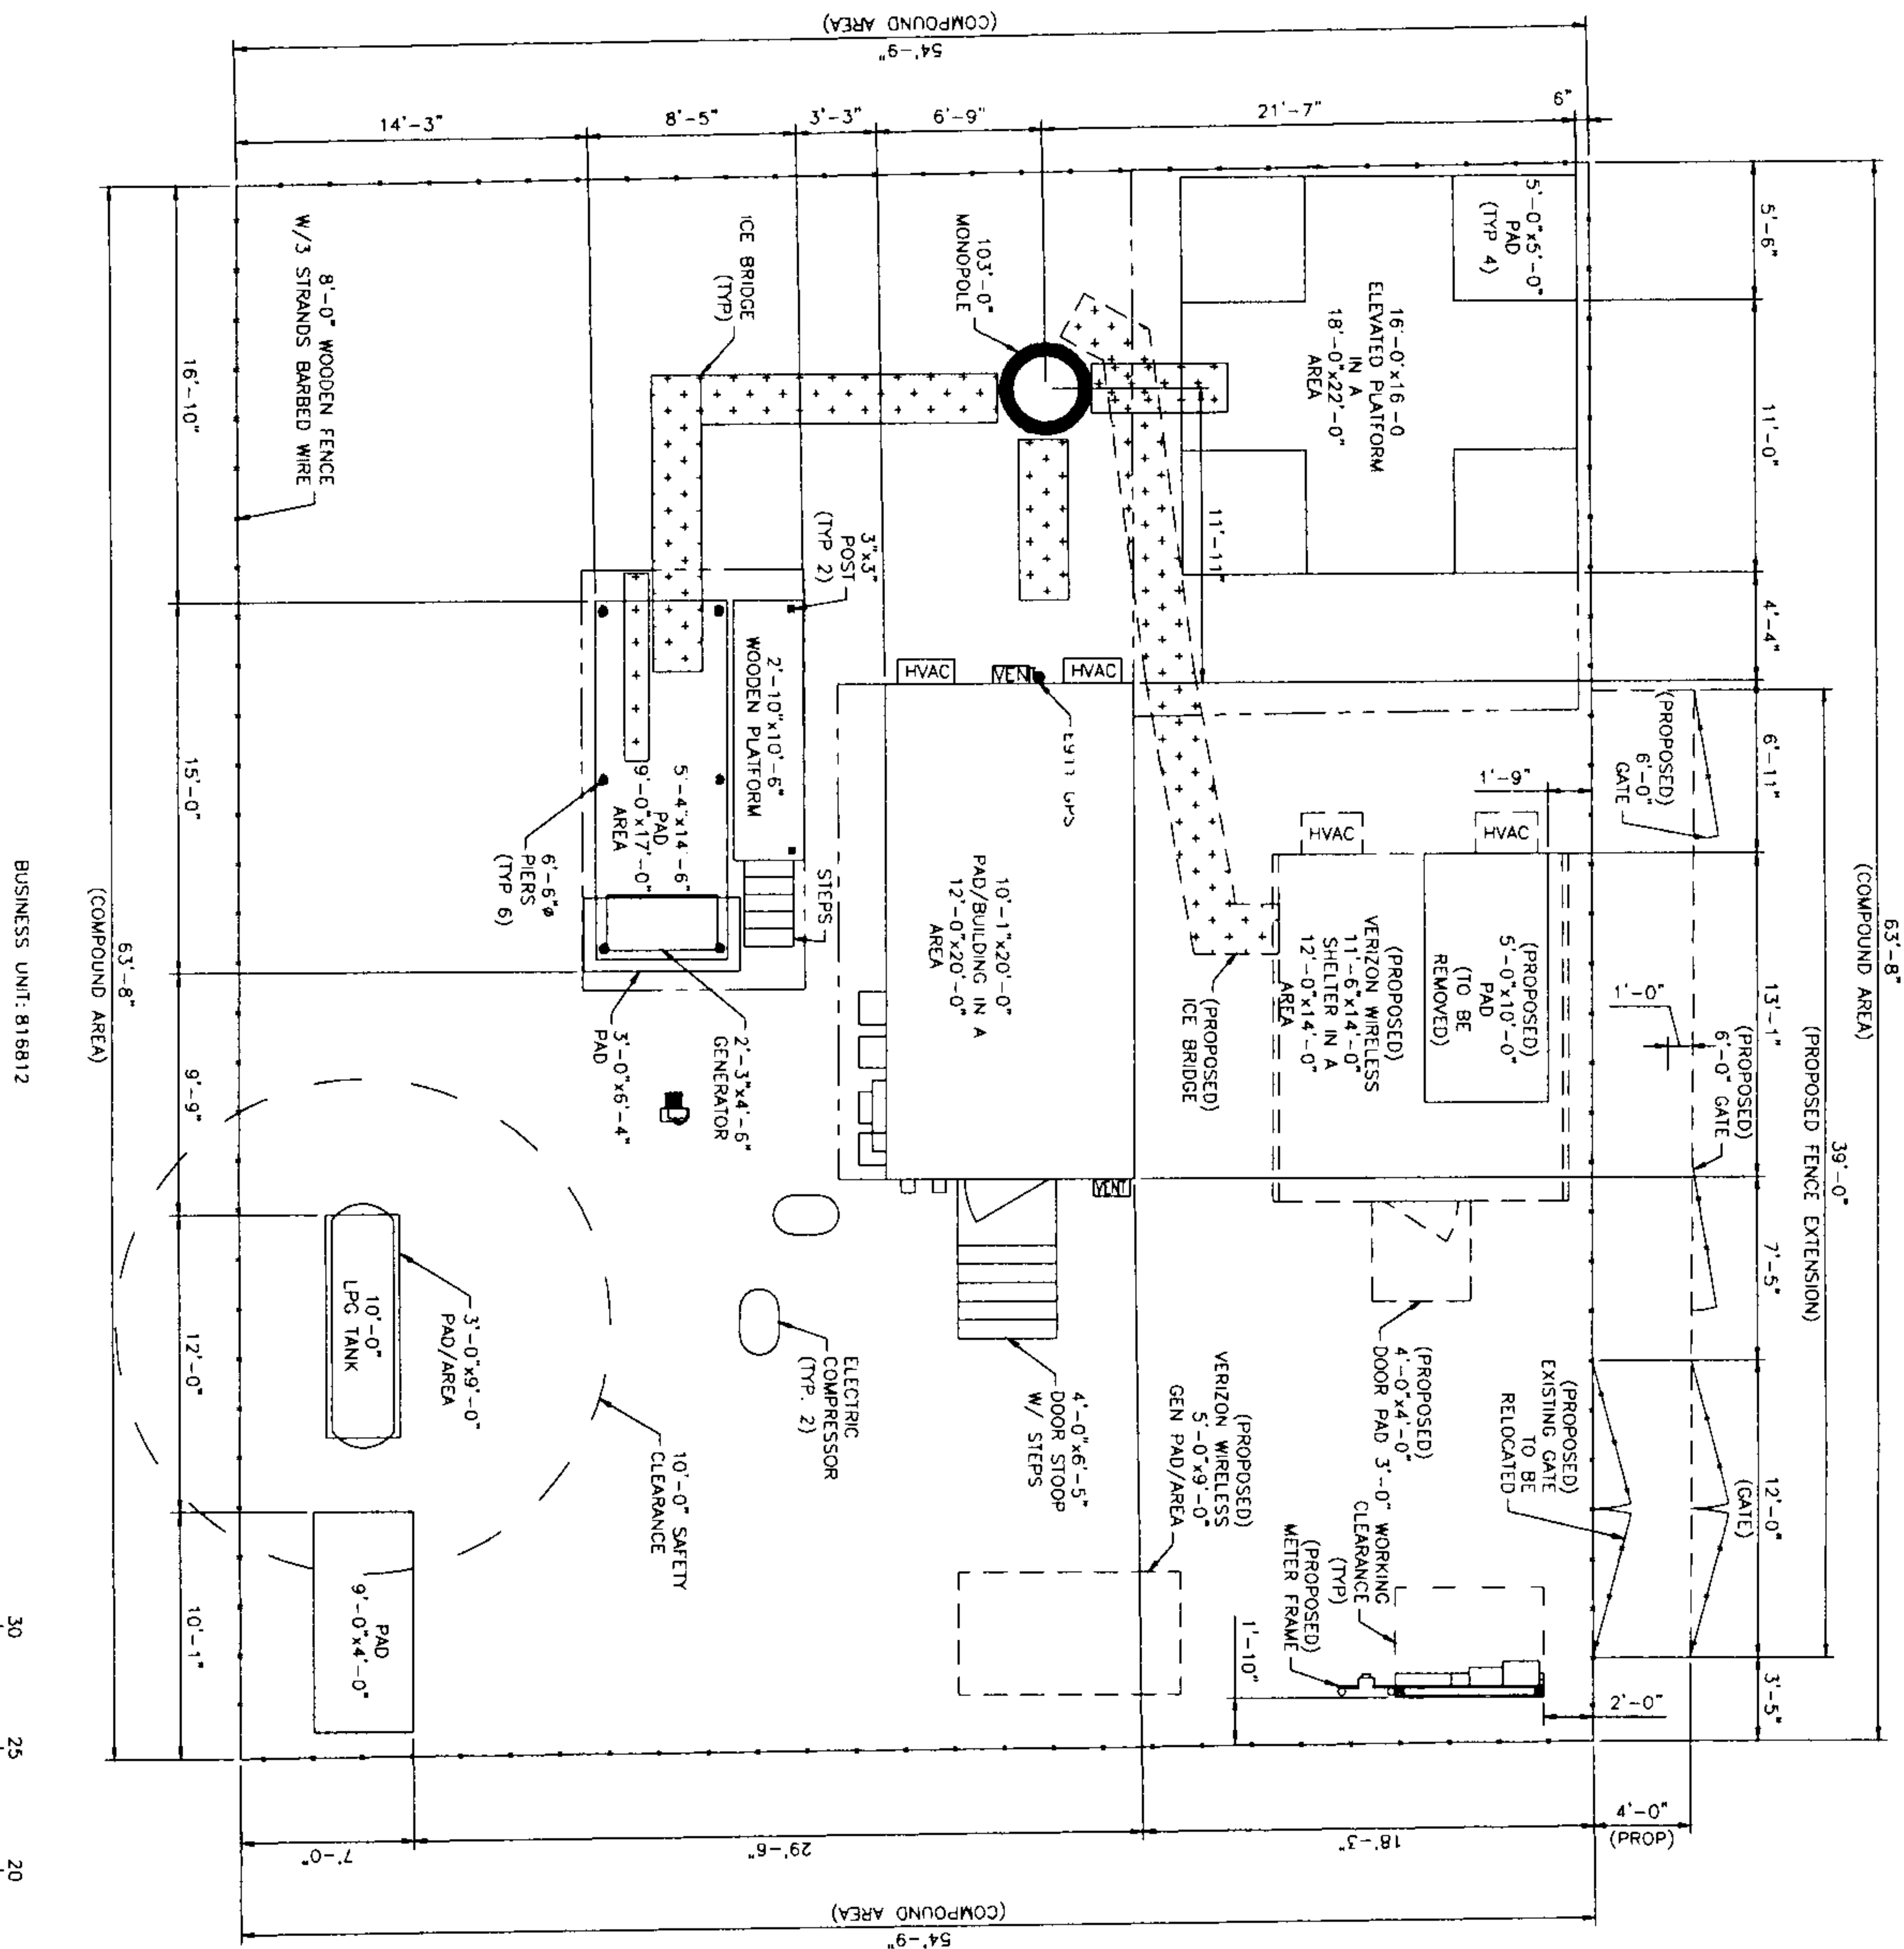 (COMPOUND AREA)
54'-9"
14'-3"
8'-5"
3'-3"
6'-9"
21'-7"
6"
63'-8"
(COMPOUND AREA)
5'-6"
11'-0"
4'-4"
6'-11"
13'-1"
7'-5"
12'-0"
(GATE)
3'-5"
39'-0"
(PROPOSED FENCE EXTENSION)
5'-0"x5'-0"
PAD
(TYP 4)
16'-0'x16'-0
ELEVATED PLATFORM
IN A
18'-0"x22'-0"
AREA
103'-0"
MONOPOLE
ICE BRIDGE
(TYP)
8'-0" WOODEN FENCE
W/3 STRANDS BARBED WIRE
11'-11"
3"x3"
POST
(TYP 2)
HVAC
VENT
HVAC
E911 GPS
2'-10"x10'-6"
WOODEN PLATFORM
5'-4"x14'-6"
PAD
9'-0"x17'-0"
AREA
6'-6"ø
PIERS
(TYP 6)
STEPS
10'-1"x20'-0"
PAD/BUILDING IN A
12'-0"x20'-0"
AREA
(PROPOSED)
6'-0"
GATE
1'-9"
HVAC
HVAC
(PROPOSED)
5'-0"x10'-0"
PAD
(TO BE
REMOVED)
(PROPOSED)
VERIZON WIRELESS
11'-6"x14'-0"
SHELTER IN A
12'-0"x14'-0"
AREA
(PROPOSED)
ICE BRIDGE
1'-0"
(PROPOSED)
6'-0" GATE
2'-3"x4'-6"
GENERATOR
3'-0"x6'-4"
PAD
VENT
(PROPOSED)
4'-0"x4'-0"
DOOR PAD
4'-0"x6'-5"
DOOR STOOP
W/ STEPS
ELECTRIC
COMPRESSOR
(TYP. 2)
10'-0" SAFETY
CLEARANCE
3'-0"x9'-0"
PAD/AREA
10'-0"
LPG TANK
PAD
9'-0"x4'-0"
(PROPOSED)
VERIZON WIRELESS
5'-0"x9'-0"
GEN PAD/AREA
(PROPOSED)
EXISTING GATE
TO BE
RELOCATED
3'-0" WORKING
CLEARANCE
(TYP)
(PROPOSED)
METER FRAME
1'-10"
2'-0"
4'-0"
(PROP)
16'-10"
15'-0"
9'-9"
12'-0"
10'-1"
63'-8"
(COMPOUND AREA)
7'-0"
29'-6"
18'-3"
(COMPOUND AREA)
54'-9"
BUSINESS UNIT: 816812
30
25
20